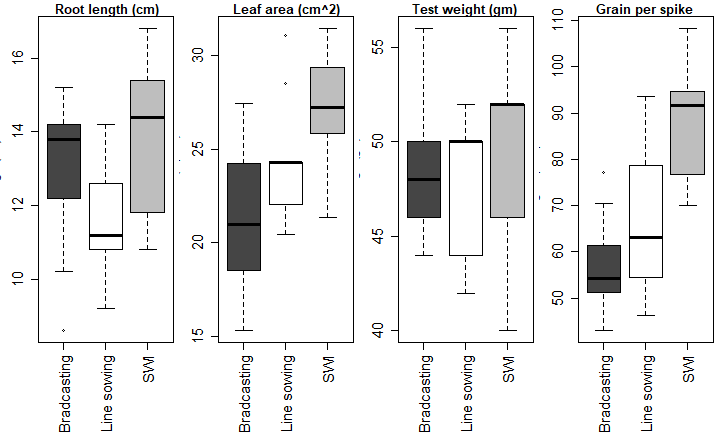 Root length (cm)
10
12
14
16
Bradcasting
Line sowing
SWI
Leaf area (cm^2)
15
20
25
30
Bradcasting
Line sowing
SWI
Test weight (gm)
40
45
50
55
Bradcasting
Line sowing
SWI
Grain per spike
50
60
70
80
90
100
110
Bradcasting
Line sowing
SWI